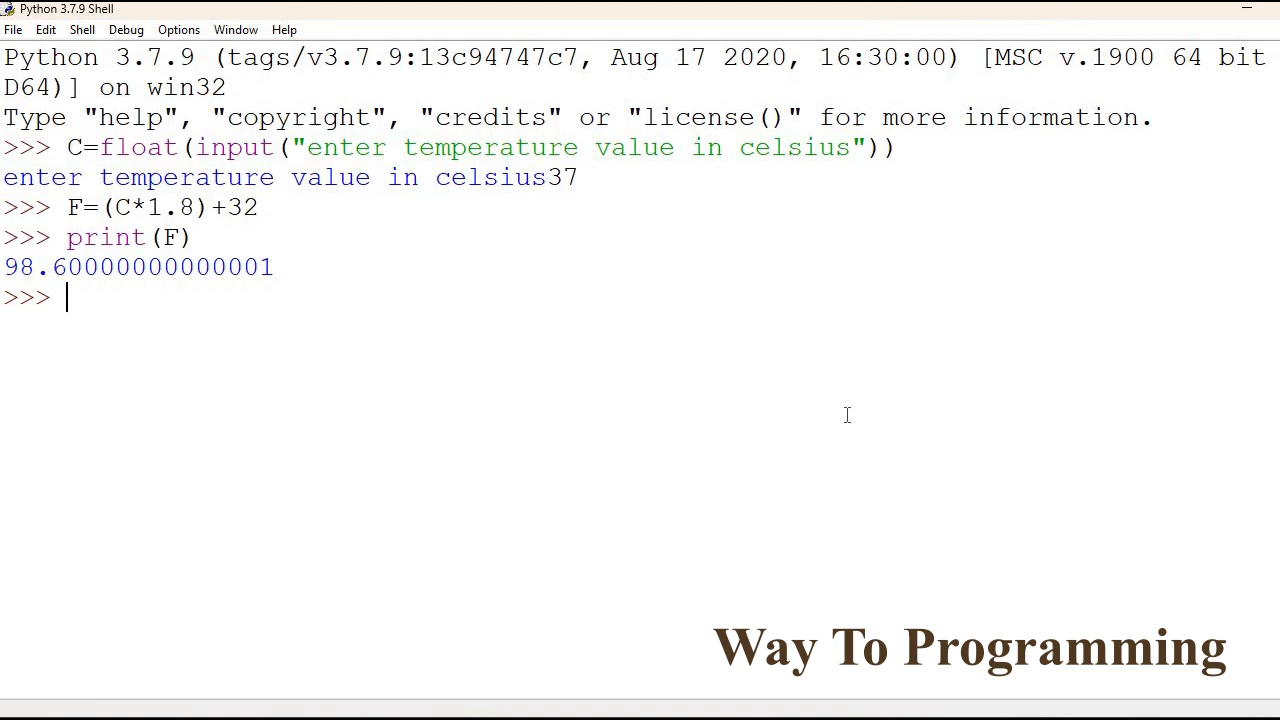 Python 3.7.9 Shell
File Edit Shell Debug Options Window Help
Python 3.7.9 (tags/v3.7.9:13c94747c7, Aug 17 2020, 16:30:00) [MSC v.1900 64 bit
D64)] on win32
Type "help", "copyright", "credits" or "license()" for more information.
>>> C=float(input("enter temperature value in celsius"))
enter temperature value in celsius37
>>> F=(C*1.8)+32
>>> print(F)
98.60000000000001
>>>
Way To Programming